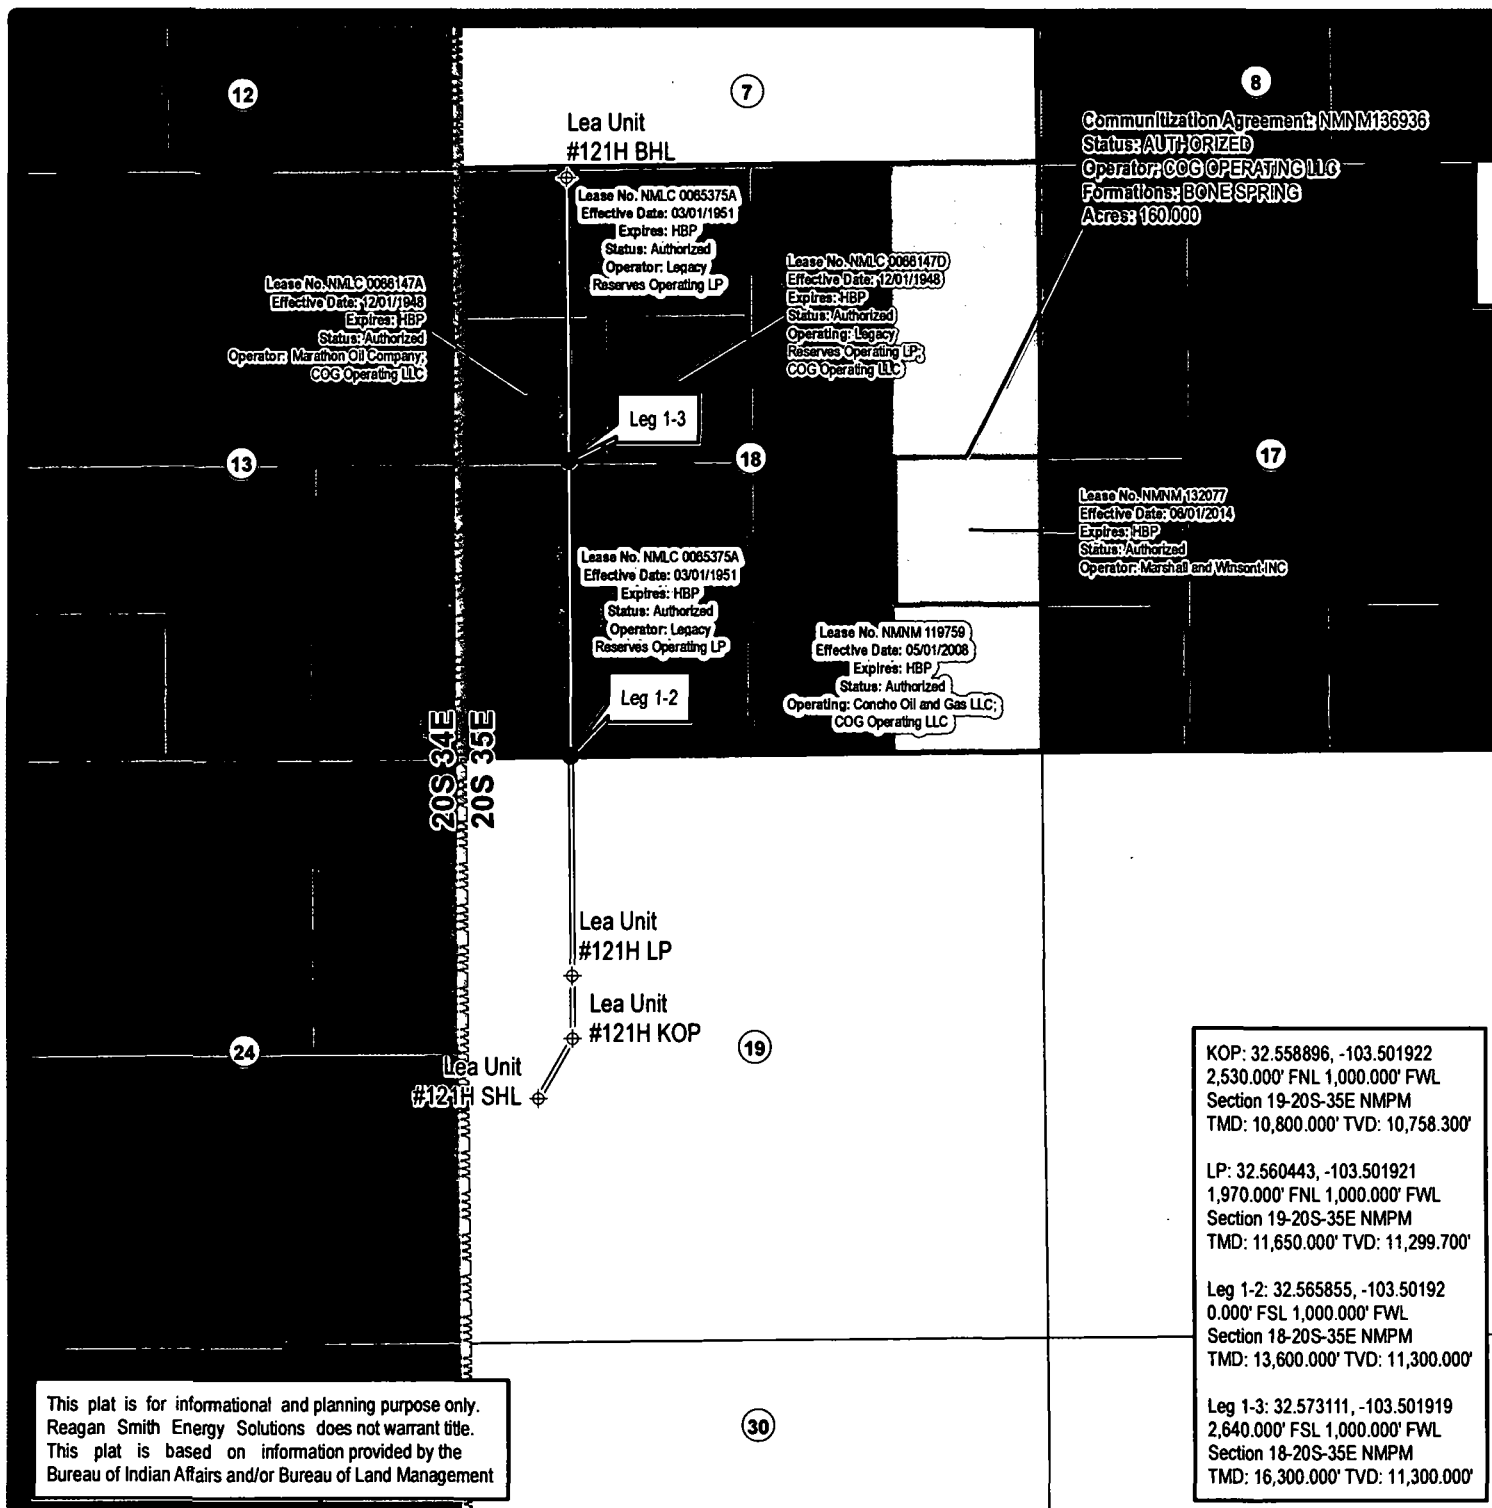 12
7
8
Lea Unit
#121H BHL
Communitization Agreement: NMNM136936
Status: AUTHORIZED
Operator: COG OPERATING LLC
Formations: BONE SPRING
Acres: 160.000
Lease No. NMLC 0065375A
Effective Date: 03/01/1951
Expires: HBP
Status: Authorized
Operator: Legacy
Reserves Operating LP
Lease No. NMLC 0066147A
Effective Date: 12/01/1948
Expires: HBP
Status: Authorized
Operator: Marathon Oil Company;
COG Operating LLC
Lease No. NMLC 0066147D
Effective Date: 12/01/1948
Expires: HBP
Status: Authorized
Operating: Legacy
Reserves Operating LP;
COG Operating LLC
Leg 1-3
13
18
17
Lease No. NMNM 132077
Effective Date: 06/01/2014
Expires: HBP
Status: Authorized
Operator: Marshall and Winsont INC
Lease No. NMLC 0065375A
Effective Date: 03/01/1951
Expires: HBP
Status: Authorized
Operator: Legacy
Reserves Operating LP
Lease No. NMNM 119759
Effective Date: 05/01/2008
Expires: HBP
Status: Authorized
Operating: Concho Oil and Gas LLC;
COG Operating LLC
Leg 1-2
20S 34E
20S 35E
Lea Unit
#121H LP
Lea Unit
#121H KOP
24
19
Lea Unit
#121H SHL
KOP: 32.558896, -103.501922
2,530.000' FNL 1,000.000' FWL
Section 19-20S-35E NMPM
TMD: 10,800.000' TVD: 10,758.300'
LP: 32.560443, -103.501921
1,970.000' FNL 1,000.000' FWL
Section 19-20S-35E NMPM
TMD: 11,650.000' TVD: 11,299.700'
Leg 1-2: 32.565855, -103.50192
0.000' FSL 1,000.000' FWL
Section 18-20S-35E NMPM
TMD: 13,600.000' TVD: 11,300.000'
Leg 1-3: 32.573111, -103.501919
2,640.000' FSL 1,000.000' FWL
Section 18-20S-35E NMPM
TMD: 16,300.000' TVD: 11,300.000'
This plat is for informational and planning purpose only.
Reagan Smith Energy Solutions does not warrant title.
This plat is based on information provided by the
Bureau of Indian Affairs and/or Bureau of Land Management
30